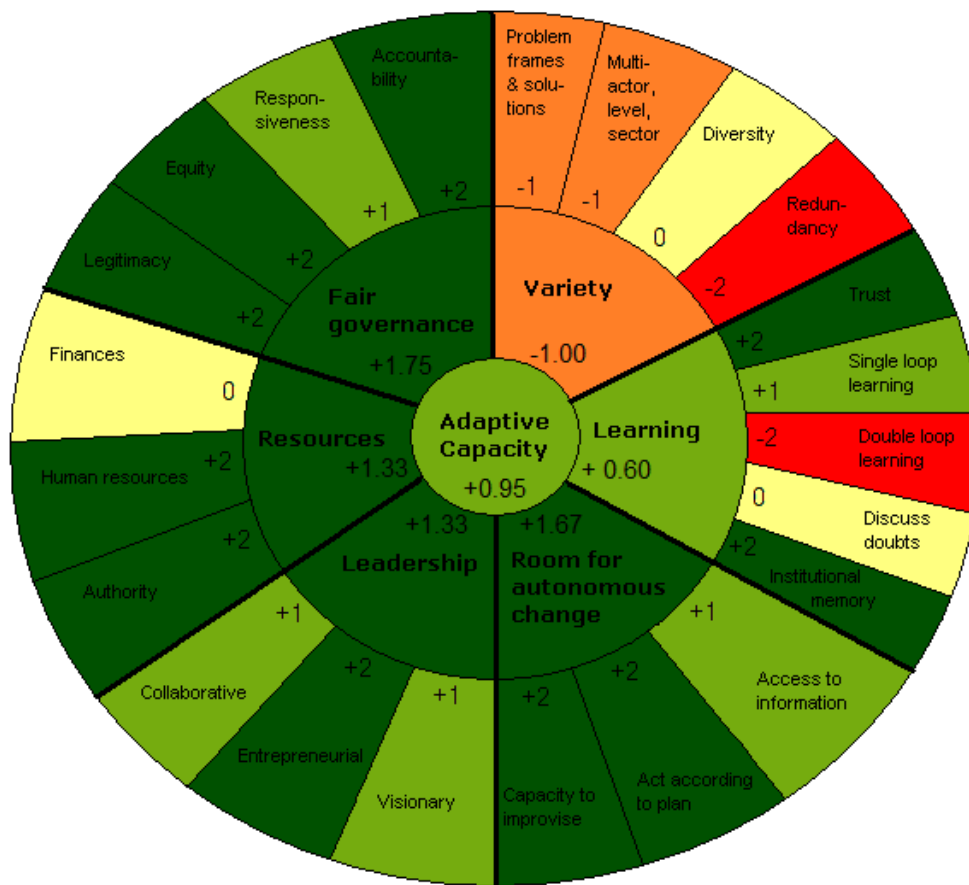 Problem
frames
& solu-
tions
-1
Multi-
actor,
level,
sector
-1
Diversity
0
Redun-
dancy
-2
Variety
-1.00
Trust
+2
Single loop
learning
+1
Double loop
learning
-2
Discuss
doubts
0
Institutional
memory
+2
Learning
+ 0.60
Access to
information
+1
Act according
to plan
+2
Capacity to
improvise
+2
Room for
autonomous
change
+1.67
Visionary
+1
Entrepreneurial
+2
Collaborative
+1
Leadership
+1.33
Authority
+2
Human resources
+2
Finances
0
Resources
+1.33
Legitimacy
+2
Equity
+2
Respon-
siveness
+1
Accounta-
bility
+2
Fair
governance
+1.75
Adaptive
Capacity
+0.95